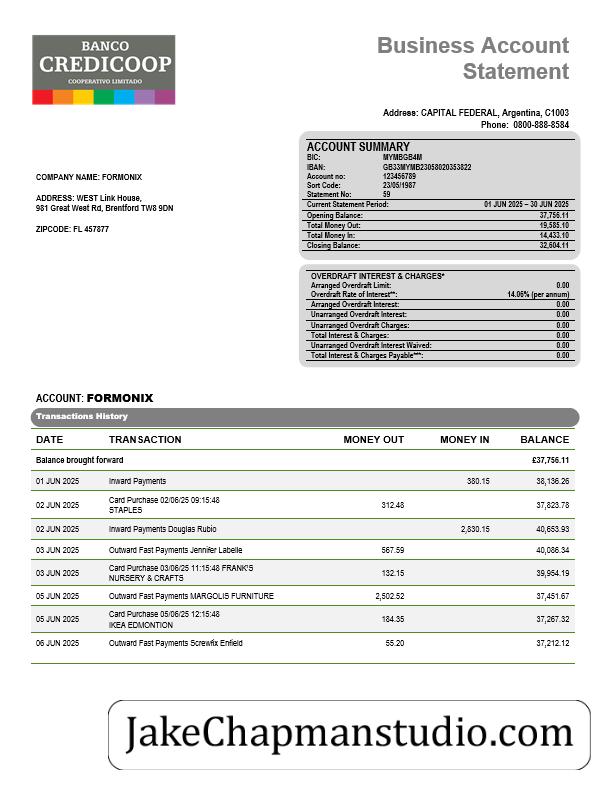 BANCO
CREDICOOP
COOPERATIVO LIMITADO
Business Account
Statement
Address: CAPITAL FEDERAL, Argentina, C1003
Phone: 0800-888-8584
COMPANY NAME: FORMONIX
ADDRESS: WEST Link House,
981 Great West Rd, Brentford TW8 9DN
ZIPCODE: FL 457877
ACCOUNT SUMMARY
BIC: MYMBGB4M
IBAN: GB33MYMB23058020353822
Account no: 123456789
Sort Code: 23/05/1987
Statement No: 59
Current Statement Period: 01 JUN 2025 – 30 JUN 2025
Opening Balance: 37,756.11
Total Money Out: 19,585.10
Total Money In: 14,433.10
Closing Balance: 32,604.11
OVERDRAFT INTEREST & CHARGES*
Arranged Overdraft Limit: 0.00
Overdraft Rate of Interest**: 14.06% (per annum)
Arranged Overdraft Interest: 0.00
Unarranged Overdraft Interest: 0.00
Unarranged Overdraft Charges: 0.00
Total Interest & Charges: 0.00
Unarranged Overdraft Interest Waived: 0.00
Total Interest & Charges Payable***: 0.00
ACCOUNT: FORMONIX
Transactions History
DATE TRANSACTION MONEY OUT MONEY IN BALANCE
Balance brought forward £37,756.11
01 JUN 2025 Inward Payments 380.15 38,136.26
02 JUN 2025 Card Purchase 02/06/25 09:15:48 312.48 37,823.78
STAPLES
02 JUN 2025 Inward Payments Douglas Rubio 2,830.15 40,653.93
03 JUN 2025 Outward Fast Payments Jennifer Labelle 567.59 40,086.34
03 JUN 2025 Card Purchase 03/06/25 11:15:48 FRANK'S 132.15 39,954.19
NURSERY & CRAFTS
05 JUN 2025 Outward Fast Payments MARGOLIS FURNITURE 2,502.52 37,451.67
05 JUN 2025 Card Purchase 05/06/25 12:15:48 184.35 37,267.32
IKEA EDMONTION
06 JUN 2025 Outward Fast Payments Screwfix Enfield 55.20 37,212.12
JakeChapmanstudio.com